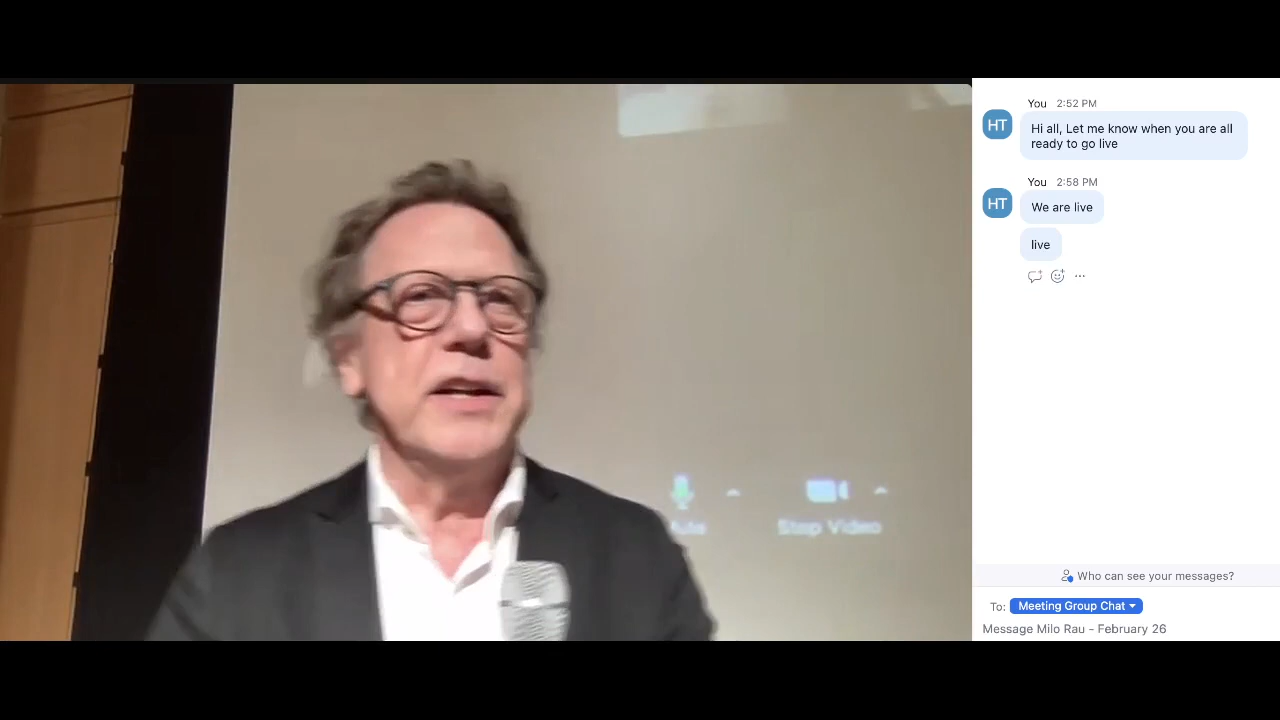 You 2:52 PM
HT
Hi all, Let me know when you are all
ready to go live
You 2:58 PM
HT
We are live
live
Stop Video
Who can see your messages?
To: Meeting Group Chat
Message Milo Rau - February 26